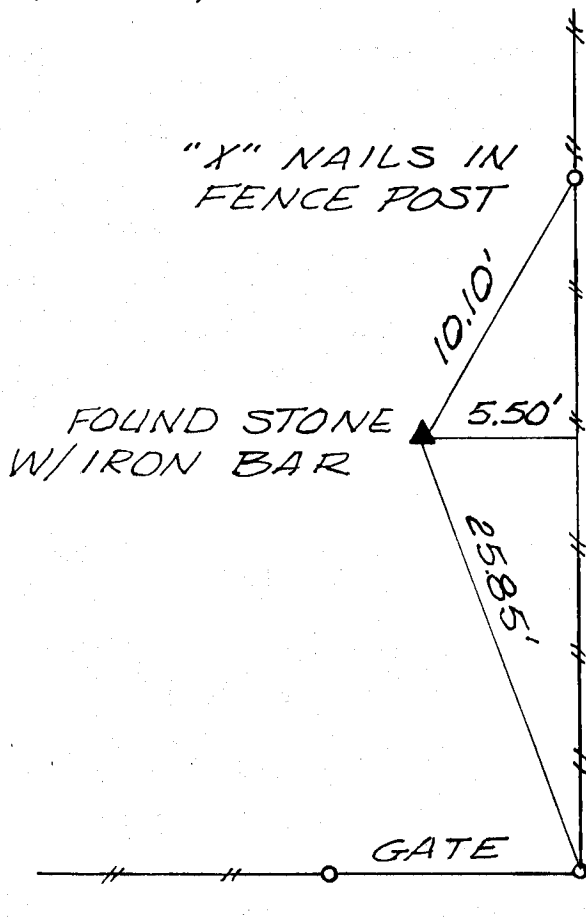 "X" NAILS IN
FENCE POST
10.10'
FOUND STONE
W/ IRON BAR
5.50'
25.85'
GATE